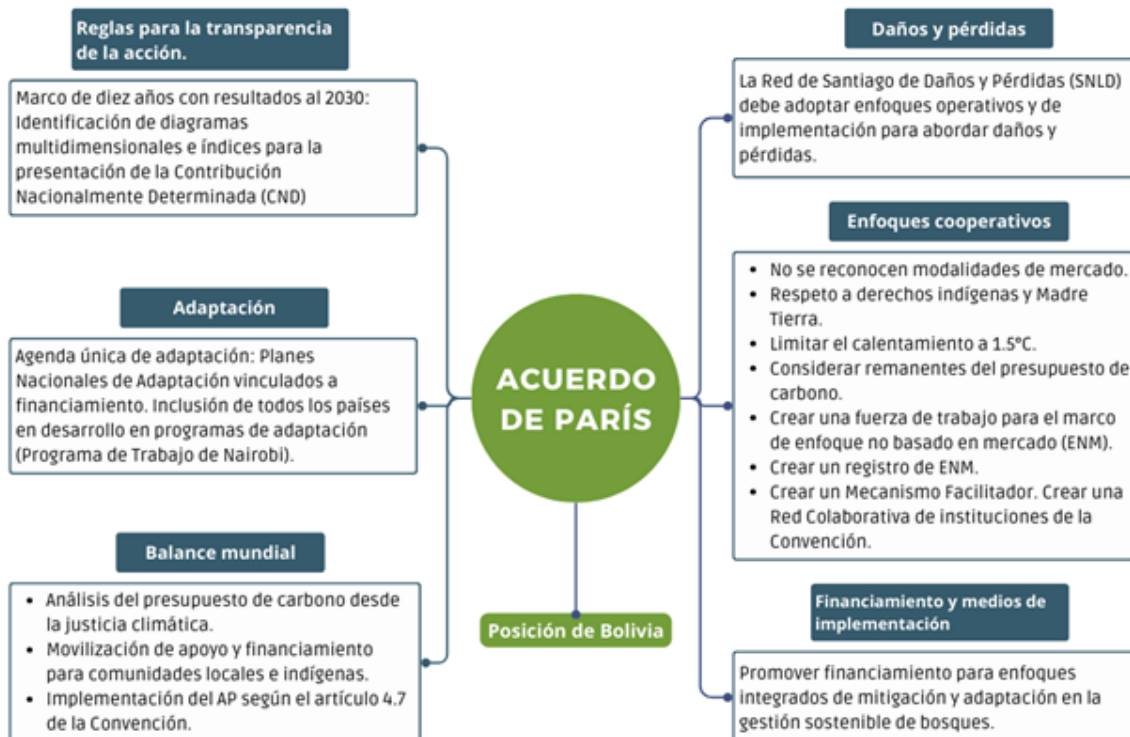 Reglas para la transparencia
de la acción.
Marco de diez años con resultados al 2030:
Identificación de diagramas
multidimensionales e índices para la
presentación de la Contribución
Nacionalmente Determinada (CND)
Adaptación
Agenda única de adaptación: Planes
Nacionales de Adaptación vinculados a
financiamiento. Inclusión de todos los países
en desarrollo en programas de adaptación
(Programa de Trabajo de Nairobi).
Balance mundial
• Análisis del presupuesto de carbono desde
la justicia climática.
• Movilización de apoyo y financiamiento
para comunidades locales e indígenas.
• Implementación del AP según el artículo 4.7
de la Convención.
ACUERDO
DE PARÍS
Posición de Bolivia
Daños y pérdidas
La Red de Santiago de Daños y Pérdidas (SNLD)
debe adoptar enfoques operativos y de
implementación para abordar daños y
pérdidas.
Enfoques cooperativos
• No se reconocen modalidades de mercado.
• Respeto a derechos indígenas y Madre
Tierra.
• Limitar el calentamiento a 1.5°C.
• Considerar remanentes del presupuesto de
carbono.
• Crear una fuerza de trabajo para el marco
de enfoque no basado en mercado (ENM).
• Crear un registro de ENM.
• Crear un Mecanismo Facilitador. Crear una
Red Colaborativa de instituciones de la
Convención.
Financiamiento y medios de
implementación
Promover financiamiento para enfoques
integrados de mitigación y adaptación en la
gestión sostenible de bosques.